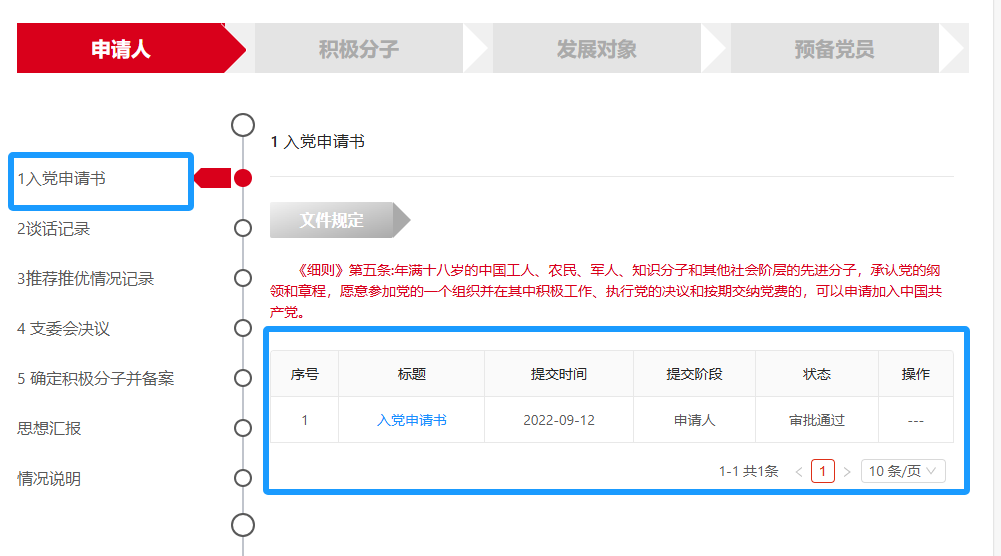 申请人 积极分子 发展对象 预备党员
1入党申请书
2谈话记录
3推荐推优情况记录
4 支委会决议
5 确定积极分子并备案
思想汇报
情况说明
1 入党申请书
文件规定
《细则》第五条:年满十八岁的中国工人、农民、军人、知识分子和其他社会阶层的先进分子，承认党的纲
领和章程，愿意参加党的一个组织并在其中积极工作、执行党的决议和按期交纳党费的，可以申请加入中国共
产党。
序号 标题 提交时间 提交阶段 状态 操作
1 入党申请书 2022-09-12 申请人 审批通过 ---
1-1 共1条 < 1 > 10 条/页